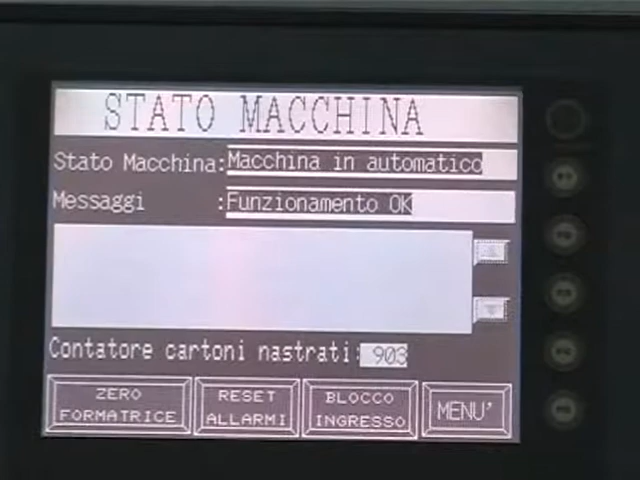 STATO MACCHINA
Stato Macchina: Macchina in automatico
Messaggi : Funzionamento OK
Contatore cartoni nastrati: 903
ZERO FORMATRICE
RESET ALLARMI
BLOCCO INGRESSO
MENU'